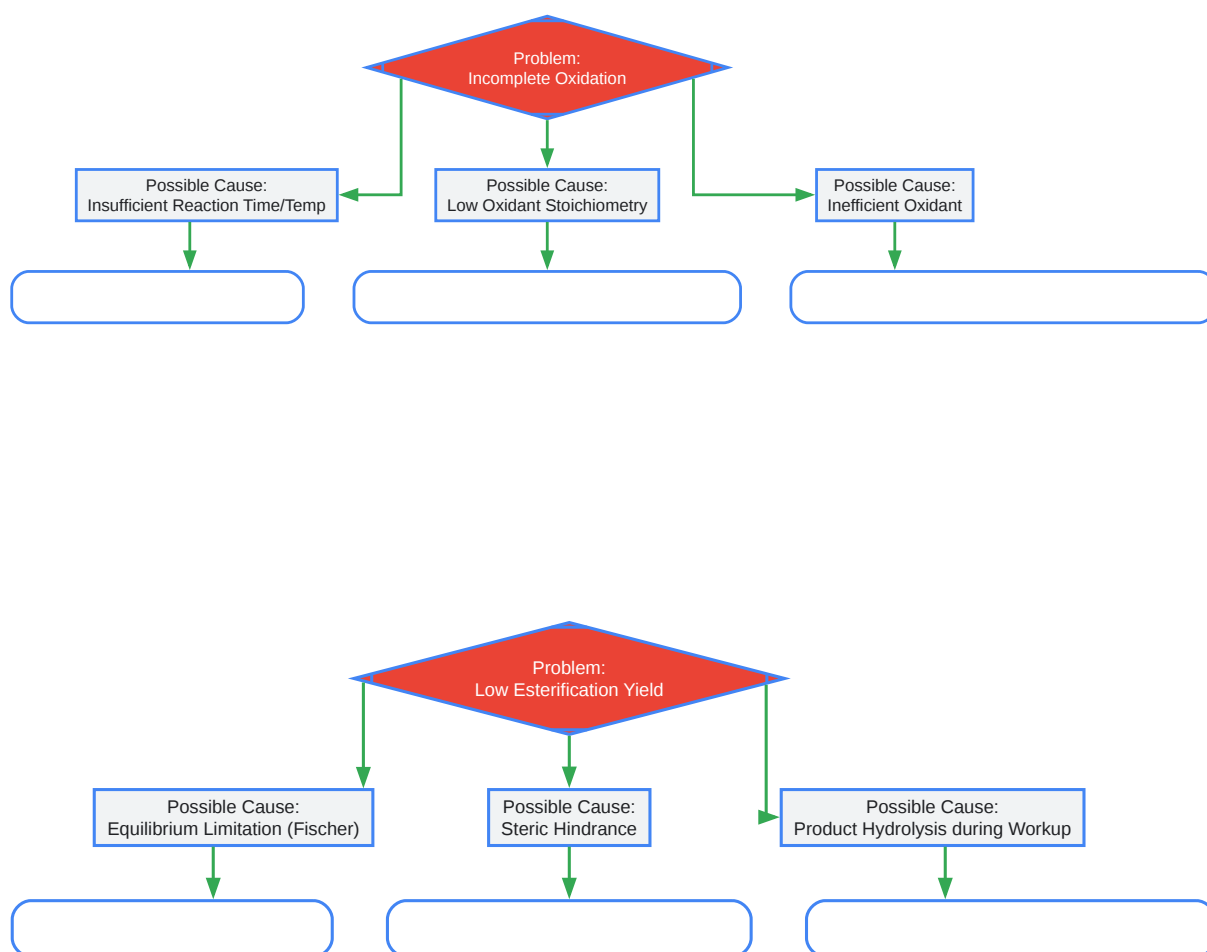 Problem:
Incomplete Oxidation
Possible Cause:
Insufficient Reaction Time/Temp
Possible Cause:
Low Oxidant Stoichiometry
Possible Cause:
Inefficient Oxidant
Problem:
Low Esterification Yield
Possible Cause:
Equilibrium Limitation (Fischer)
Possible Cause:
Steric Hindrance
Possible Cause:
Product Hydrolysis during Workup